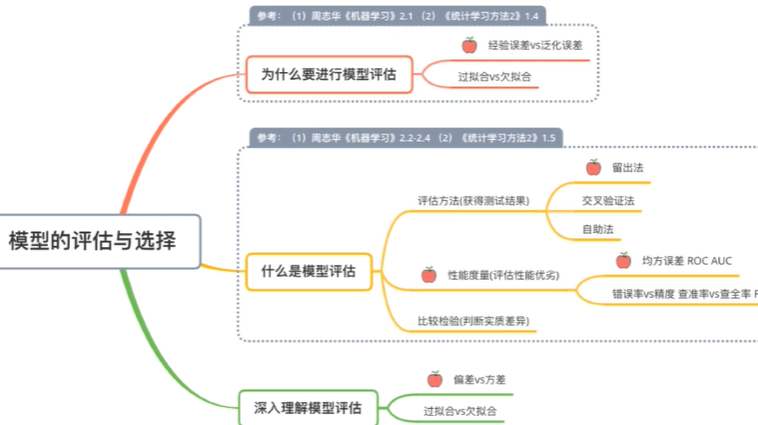 参考：（1）周志华《机器学习》2.1 （2）《统计学习方法2》1.4
经验误差vs泛化误差
为什么要进行模型评估
过拟合vs欠拟合
参考：（1）周志华《机器学习》2.2-2.4 （2）《统计学习方法2》1.5
留出法
评估方法(获得测试结果)
交叉验证法
自助法
模型的评估与选择
什么是模型评估
性能度量(评估性能优劣)
均方误差 ROC AUC
错误率vs精度 查准率vs查全率
比较检验(判断实质差异)
偏差vs方差
深入理解模型评估
过拟合vs欠拟合